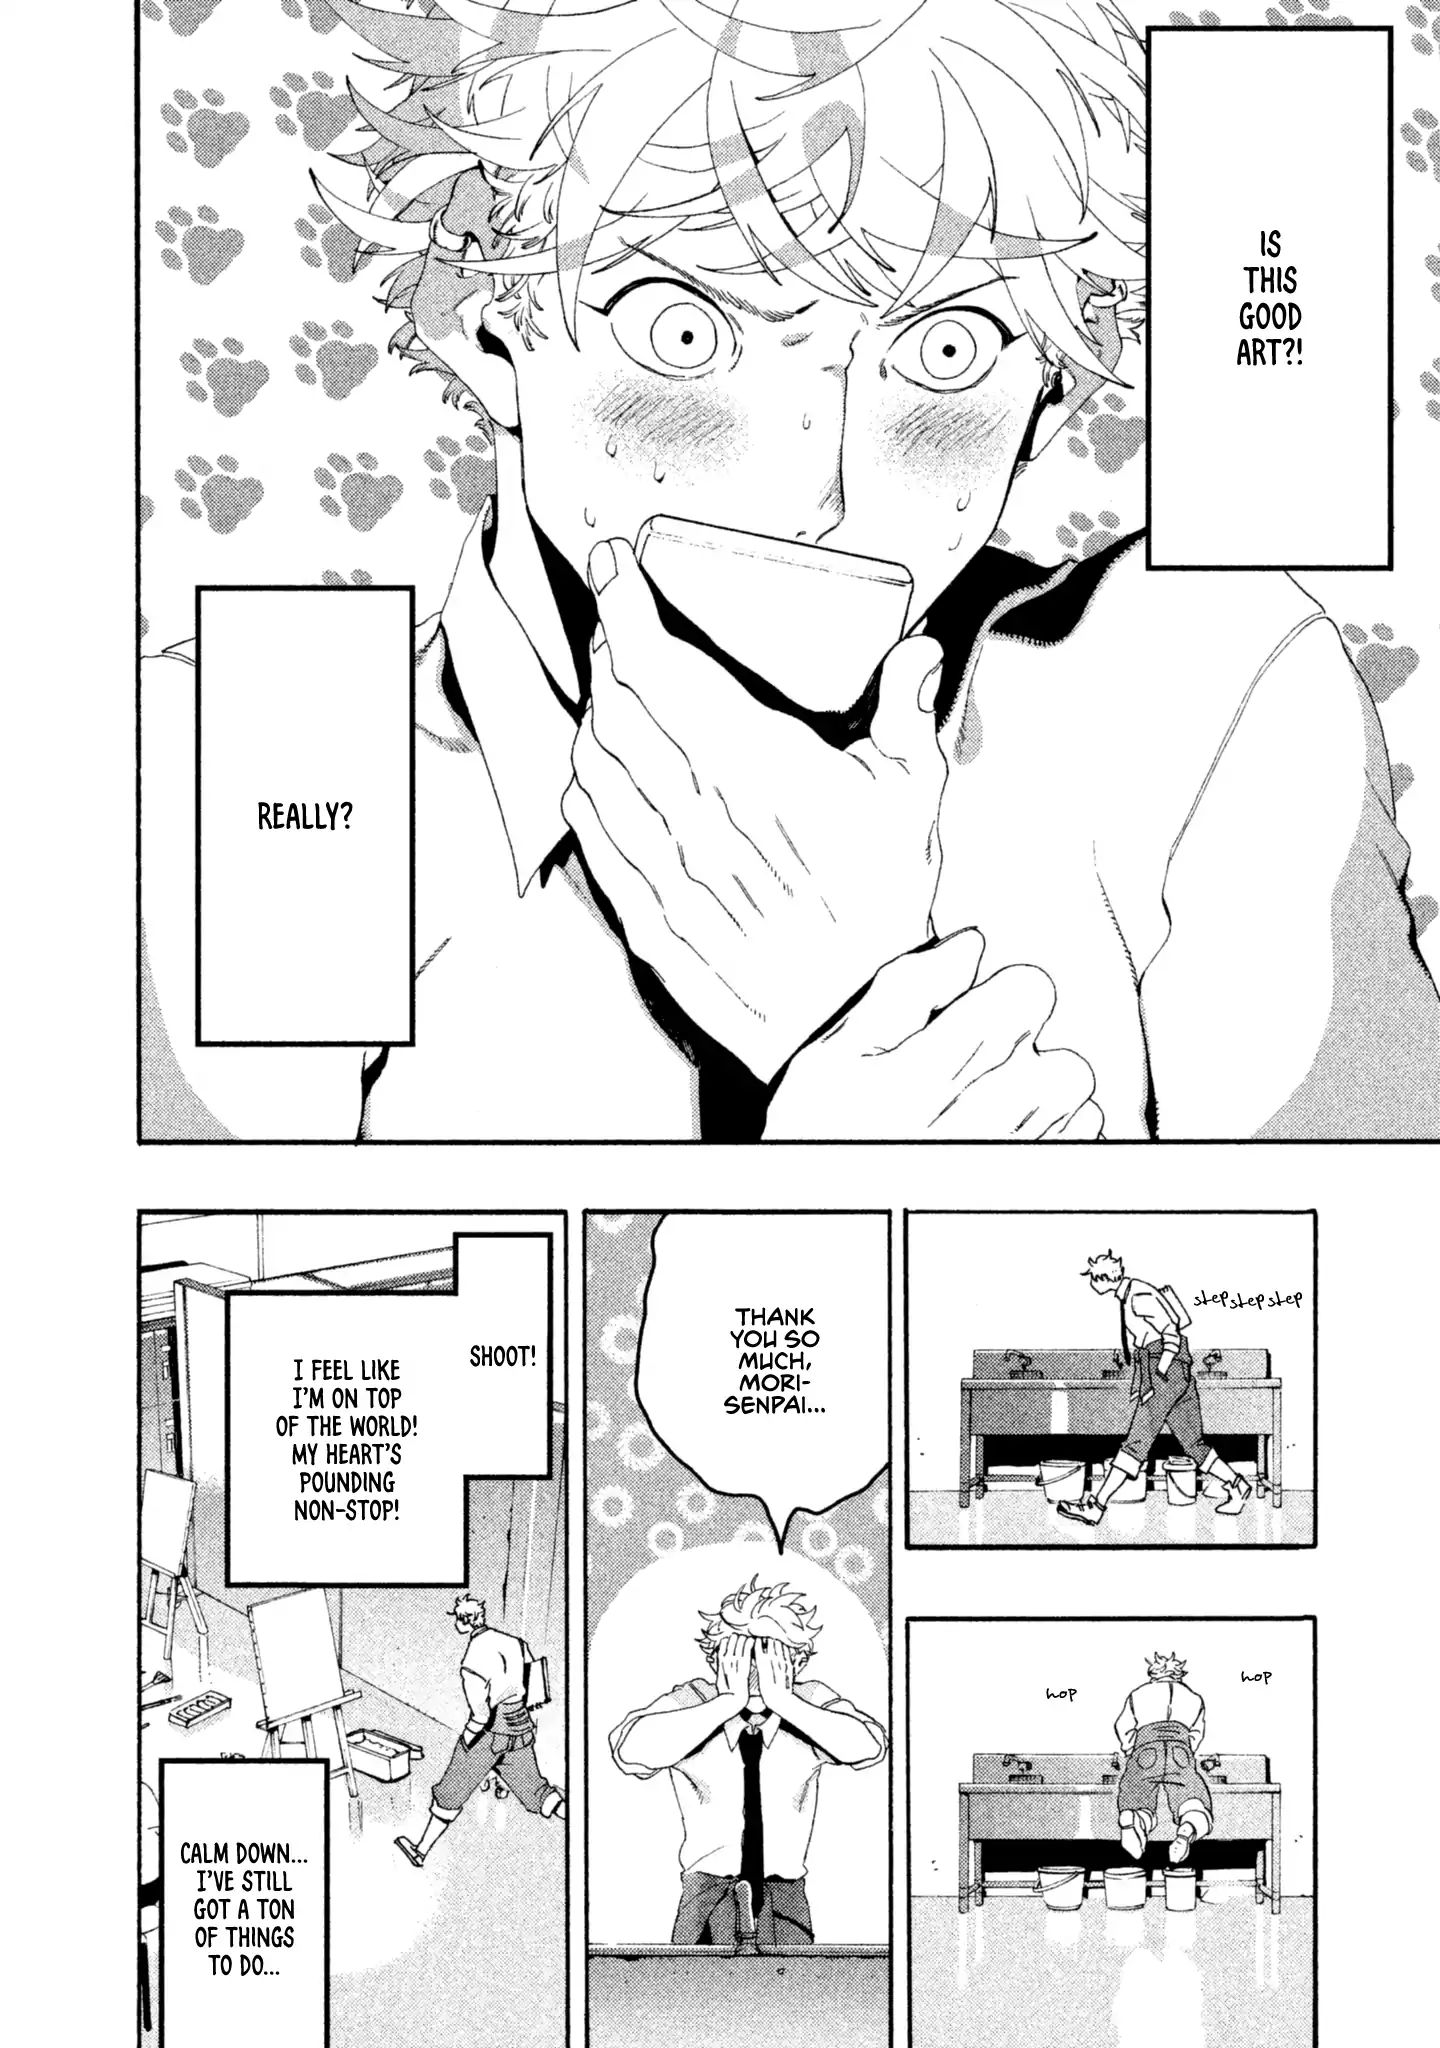 IS
THIS
GOOD
ART?!
REALLY?
step step step
hop
hop
THANK
YOU SO
MUCH,
MORI-
SENPAI...
SHOOT!
I FEEL LIKE
I'M ON TOP
OF THE WORLD!
MY HEART'S
POUNDING
NON-STOP!
CALM DOWN...
I'VE STILL
GOT A TON
OF THINGS
TO DO...